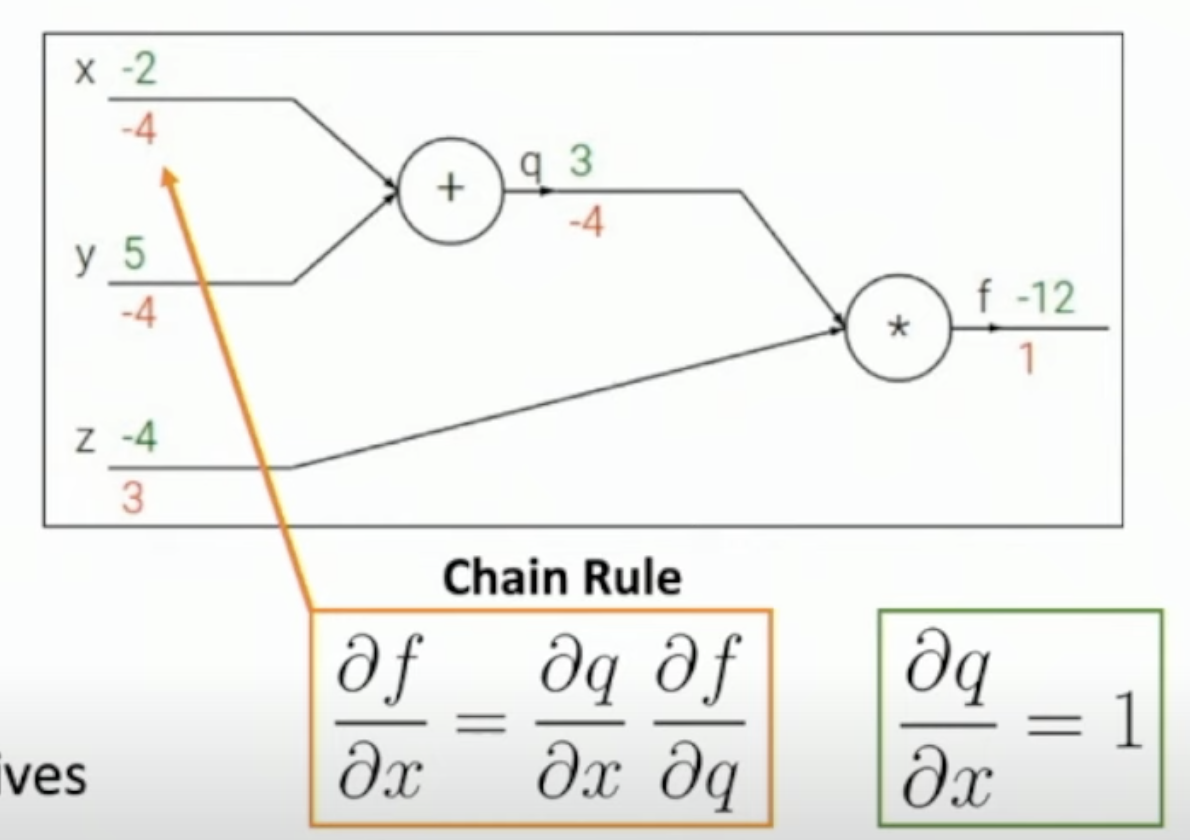 x -2
-4
+
q 3
-4
y 5
-4
*
f -12
1
z -4
3
Chain Rule
∂f/∂x = ∂q/∂x ∂f/∂q
∂q/∂x = 1
ives